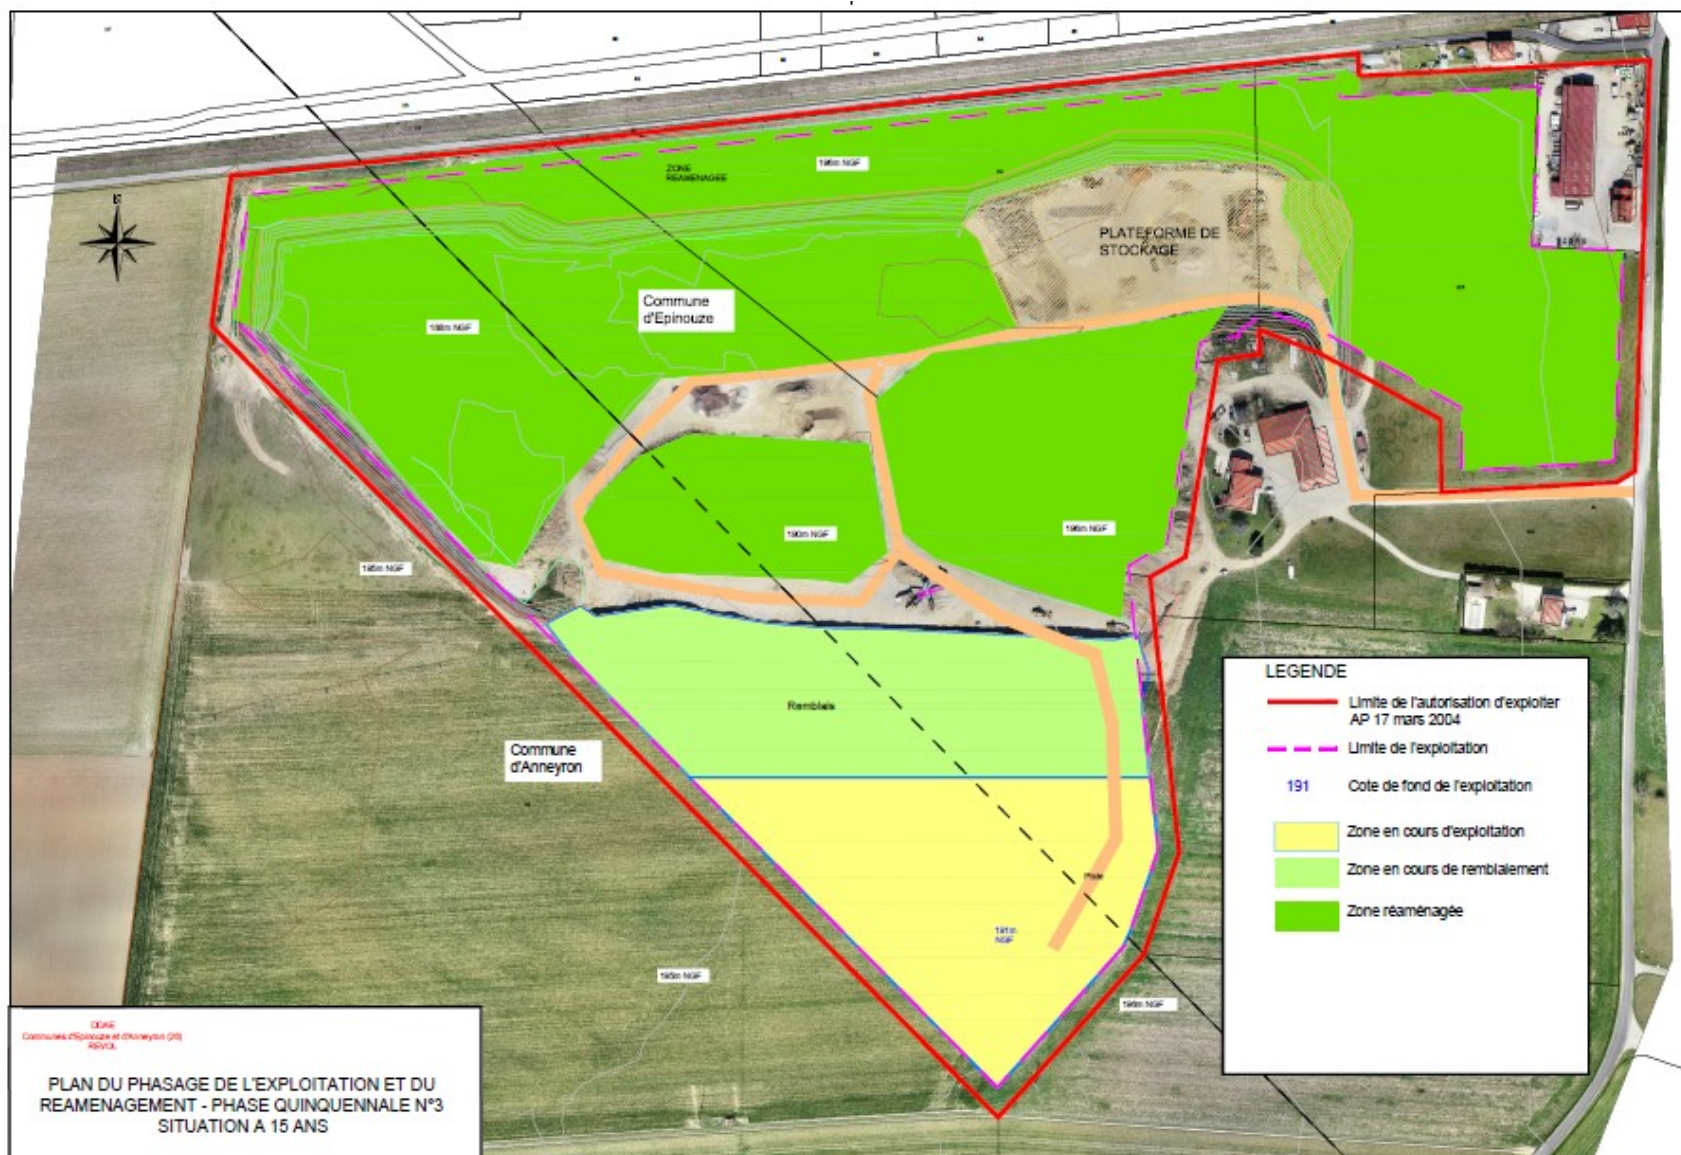 ZONE
REAMENAGEE
196m NGF
PLATEFORME DE
STOCKAGE
Commune
d'Epinouze
188m NGF
190m NGF
196m NGF
195m NGF
Remblais
Commune
d'Anneyron
Piste
191m
NGF
195m NGF
196m NGF
LEGENDE
Limite de l'autorisation d'exploiter
AP 17 mars 2004
Limite de l'exploitation
191 Cote de fond de l'exploitation
Zone en cours d'exploitation
Zone en cours de remblaiement
Zone réaménagée
DDAE
Communes d'Epinouze et d'Anneyron (26)
REVOL
PLAN DU PHASAGE DE L'EXPLOITATION ET DU
REAMENAGEMENT - PHASE QUINQUENNALE N°3
SITUATION A 15 ANS